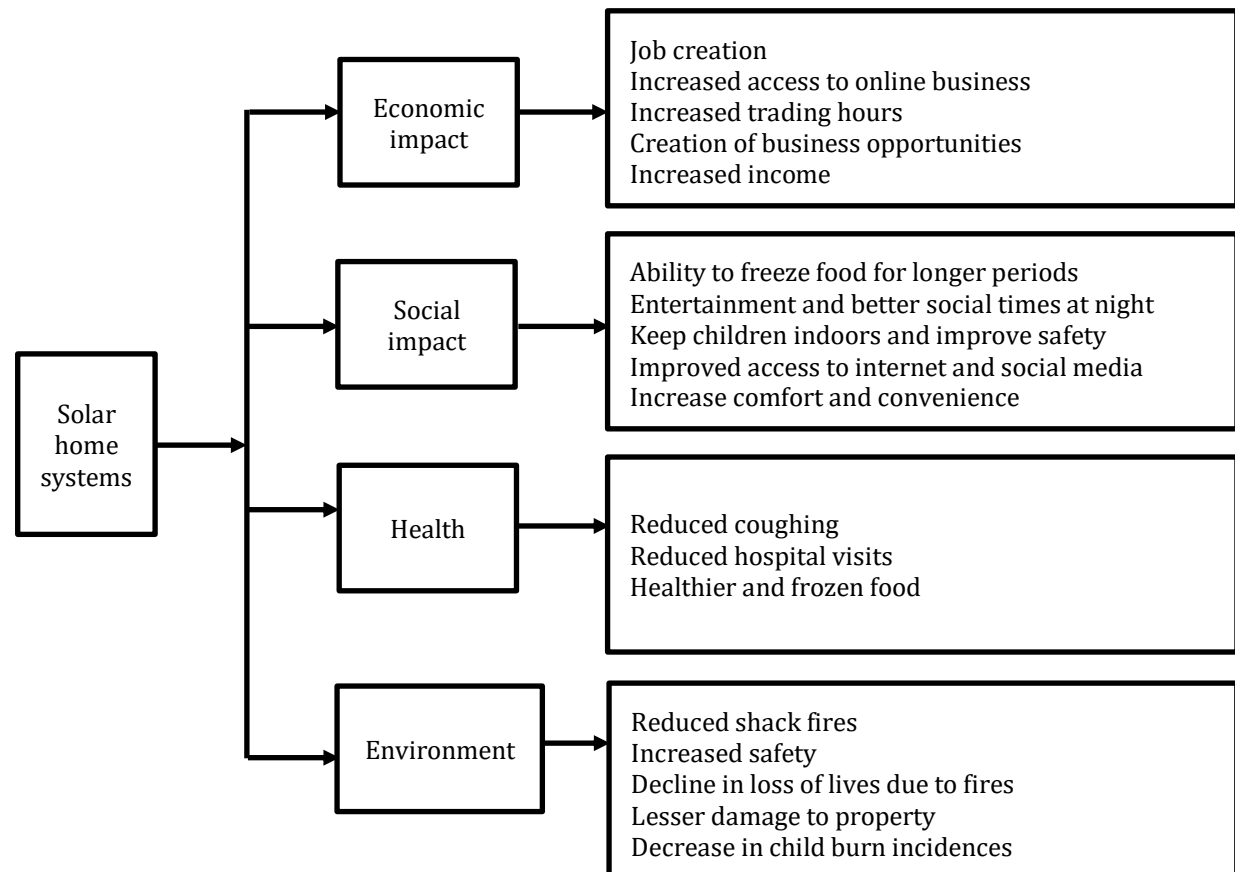 Solar
home
systems
Economic
impact
Job creation
Increased access to online business
Increased trading hours
Creation of business opportunities
Increased income
Social
impact
Ability to freeze food for longer periods
Entertainment and better social times at night
Keep children indoors and improve safety
Improved access to internet and social media
Increase comfort and convenience
Health
Reduced coughing
Reduced hospital visits
Healthier and frozen food
Environment
Reduced shack fires
Increased safety
Decline in loss of lives due to fires
Lesser damage to property
Decrease in child burn incidences